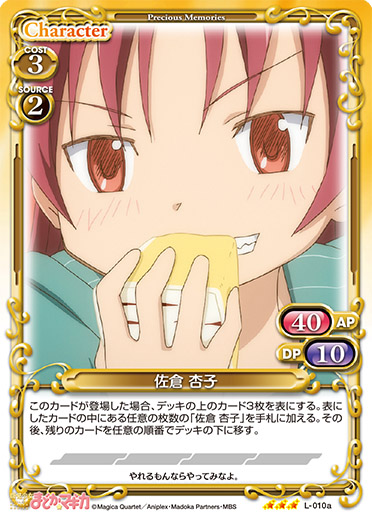 Precious Memories
Character
COST
3
SOURCE
2
40 AP
DP 10
佐倉 杏子
このカードが登場した場合、デッキの上のカード3枚を表にする。表に
したカードの中にある任意の枚数の「佐倉 杏子」を手札に加える。その
後、残りのカードを任意の順番でデッキの下に移す。
やれるもんならやってみなよ。
まどか☆マギカ
©Magica Quartet／Aniplex・Madoka Partners・MBS
★★★ L-010a